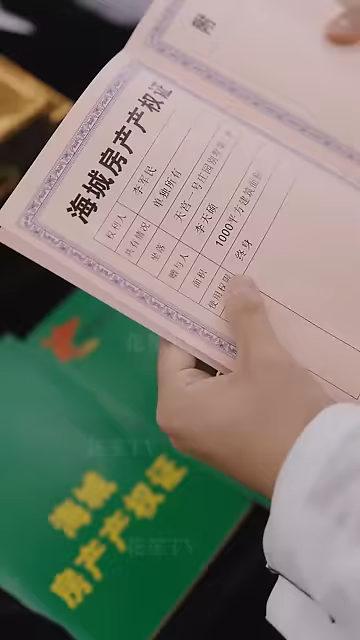 附
海城房产产权证
权利人 李军民
共有情况 单独所有
坐落 天宫一号庄园别墅
赠与人 李天硕
面积 1000平方建筑面积
使用权限 终身
海城
房产产权证